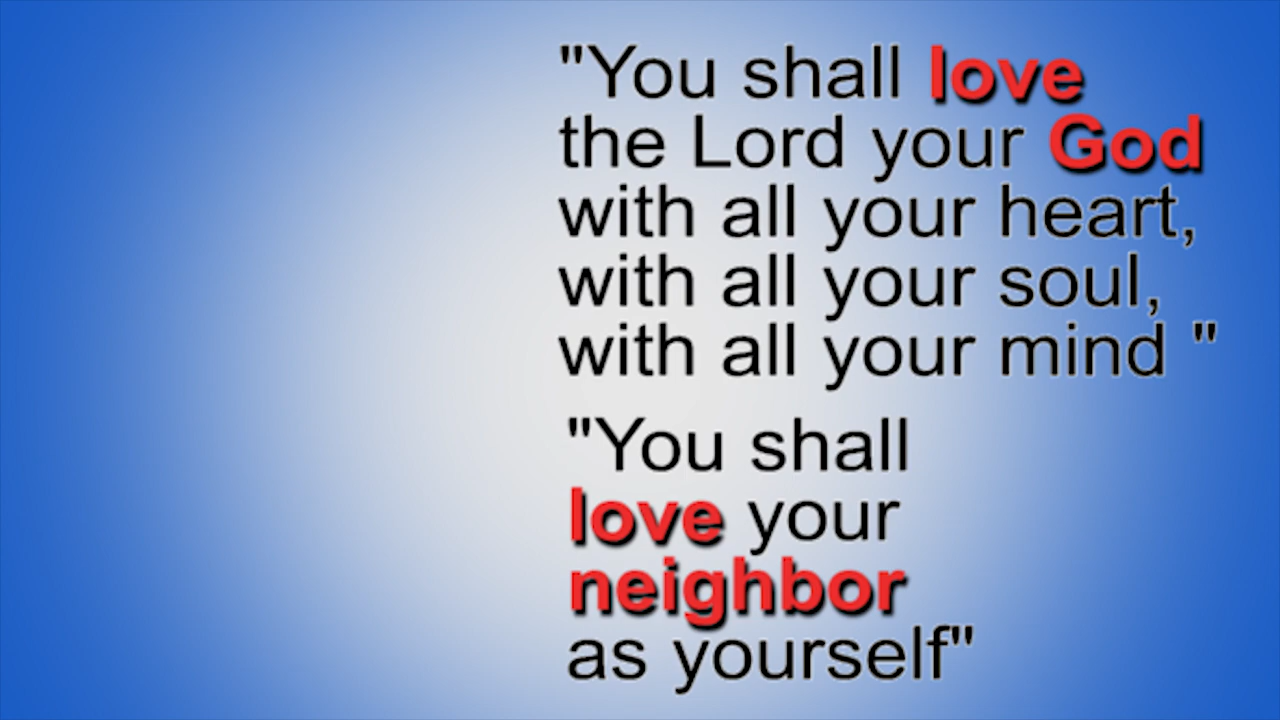 "You shall love
the Lord your God
with all your heart,
with all your soul,
with all your mind "
"You shall
love your
neighbor
as yourself"